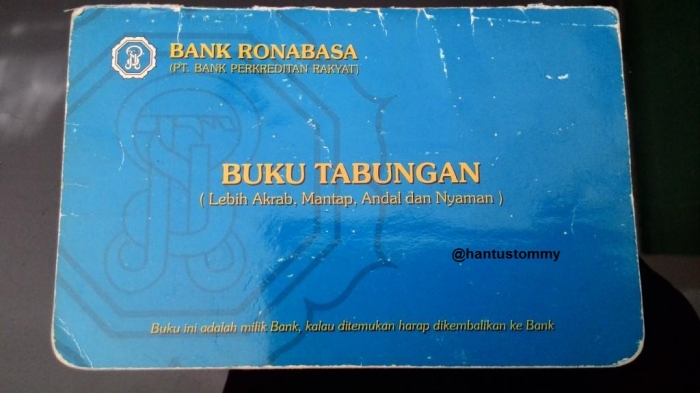 BANK RONABASA
(PT. BANK PERKREDITAN RAKYAT)
BUKU TABUNGAN
( Lebih Akrab, Mantap, Andal dan Nyaman )
@hantustommy
Buku ini adalah milik Bank, kalau ditemukan harap dikembalikan ke Bank